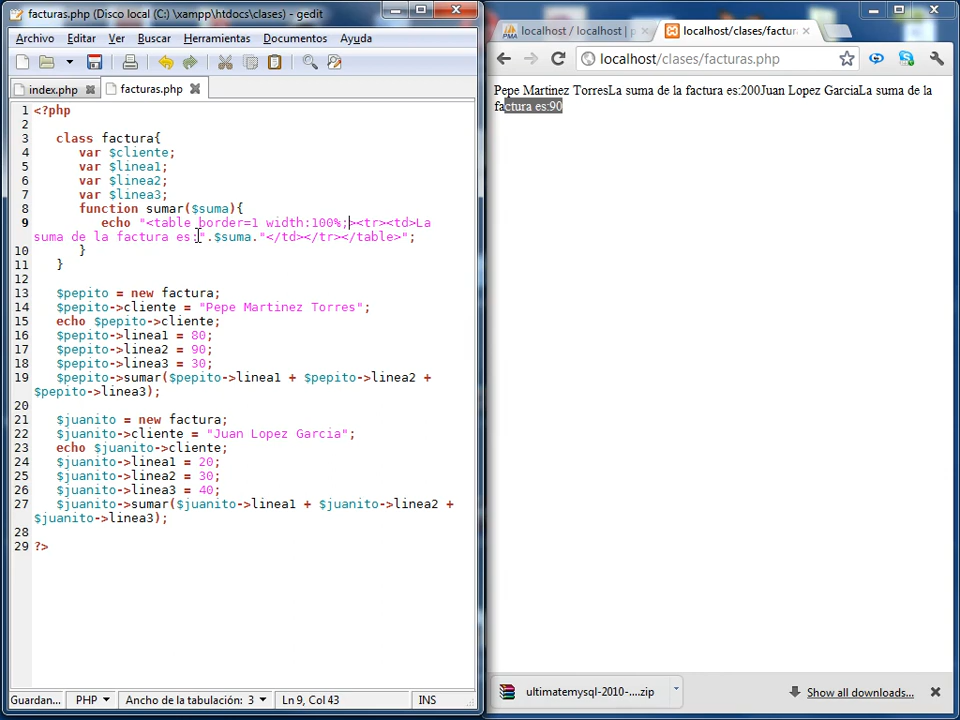 facturas.php (Disco local (C:) \xampp\htdocs\clases) - gedit
Archivo Editar Ver Buscar Herramientas Documentos Ayuda
index.php facturas.php
1 <?php
2
3 class factura{
4 var $cliente;
5 var $linea1;
6 var $linea2;
7 var $linea3;
8 function sumar($suma){
9 echo "<table border=1 width:100%;><tr><td>La
suma de la factura es:".$suma."</td></tr></table>";
10 }
11 }
12
13 $pepito = new factura;
14 $pepito->cliente = "Pepe Martinez Torres";
15 echo $pepito->cliente;
16 $pepito->linea1 = 80;
17 $pepito->linea2 = 90;
18 $pepito->linea3 = 30;
19 $pepito->sumar($pepito->linea1 + $pepito->linea2 +
$pepito->linea3);
20
21 $juanito = new factura;
22 $juanito->cliente = "Juan Lopez Garcia";
23 echo $juanito->cliente;
24 $juanito->linea1 = 20;
25 $juanito->linea2 = 30;
26 $juanito->linea3 = 40;
27 $juanito->sumar($juanito->linea1 + $juanito->linea2 +
$juanito->linea3);
28
29 ?>
Guardan... PHP Ancho de la tabulación: 3 Ln 9, Col 43 INS
PMA localhost / localhost | p localhost/clases/factur
localhost/clases/facturas.php
Pepe Martinez TorresLa suma de la factura es:200Juan Lopez GarciaLa suma de la
factura es:90
ultimatemysql-2010-....zip Show all downloads...